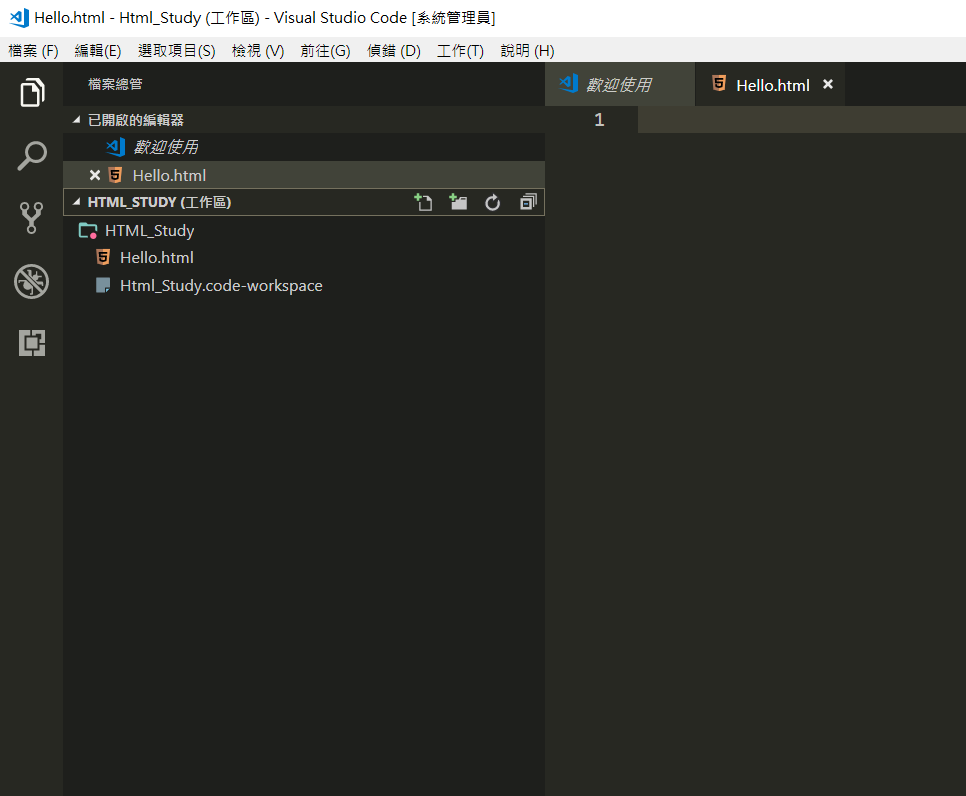 Hello.html - Html_Study (工作區) - Visual Studio Code [系統管理員]
檔案 (F) 編輯(E) 選取項目(S) 檢視 (V) 前往(G) 偵錯 (D) 工作(T) 說明 (H)
檔案總管
歡迎使用 Hello.html
已開啟的編輯器
1
歡迎使用
Hello.html
HTML_STUDY (工作區)
HTML_Study
Hello.html
Html_Study.code-workspace